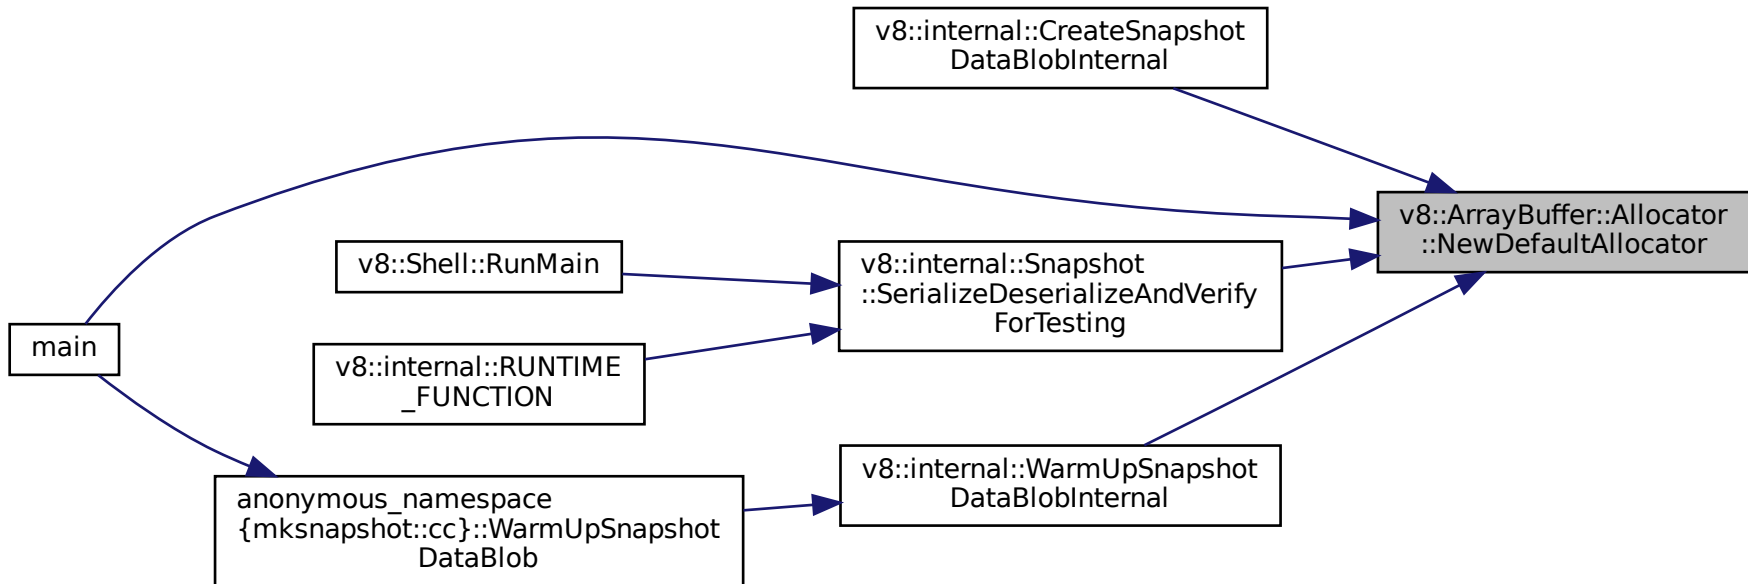 v8::internal::CreateSnapshot
DataBlobInternal
v8::ArrayBuffer::Allocator
::NewDefaultAllocator
v8::Shell::RunMain
v8::internal::Snapshot
::SerializeDeserializeAndVerify
ForTesting
main
v8::internal::RUNTIME
_FUNCTION
v8::internal::WarmUpSnapshot
DataBlobInternal
anonymous_namespace
{mksnapshot::cc}::WarmUpSnapshot
DataBlob